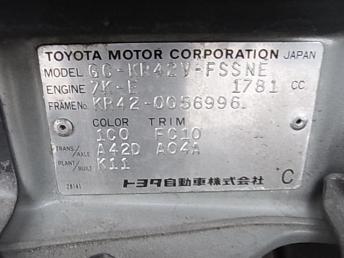 TOYOTA MOTOR CORPORATION JAPAN
MODEL GC-KR42V-FSSNE
ENGINE 7K-E 1781 CC
FRAME No. KR42-0056996
COLOR TRIM
1C0 FC10
TRANS/AXLE A42D A04A
PLANT/BUILT K11
トヨタ自動車株式会社 C
28141